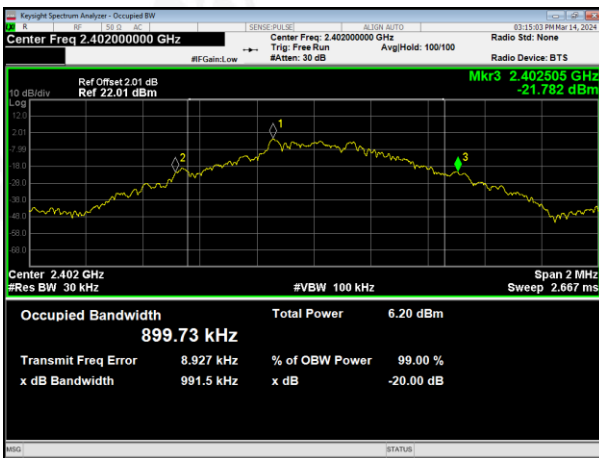 Keysight Spectrum Analyzer - Occupied BW
R RF 50 Ω AC SENSE:PULSE ALIGN AUTO 03:15:03 PM Mar 14, 2024
Center Freq 2.402000000 GHz Center Freq: 2.402000000 GHz Radio Std: None
Trig: Free Run Avg|Hold: 100/100
#IFGain:Low #Atten: 30 dB Radio Device: BTS
Mkr3 2.402505 GHz
-21.782 dBm
Ref Offset 2.01 dB
10 dB/div Ref 22.01 dBm
Log
12.0
2.01
-7.99
-18.0
-28.0
-38.0
-48.0
-58.0
-68.0
1
2
3
Center 2.402 GHz Span 2 MHz
#Res BW 30 kHz #VBW 100 kHz Sweep 2.667 ms
Occupied Bandwidth Total Power 6.20 dBm
899.73 kHz
Transmit Freq Error 8.927 kHz % of OBW Power 99.00 %
x dB Bandwidth 991.5 kHz x dB -20.00 dB
MSG STATUS